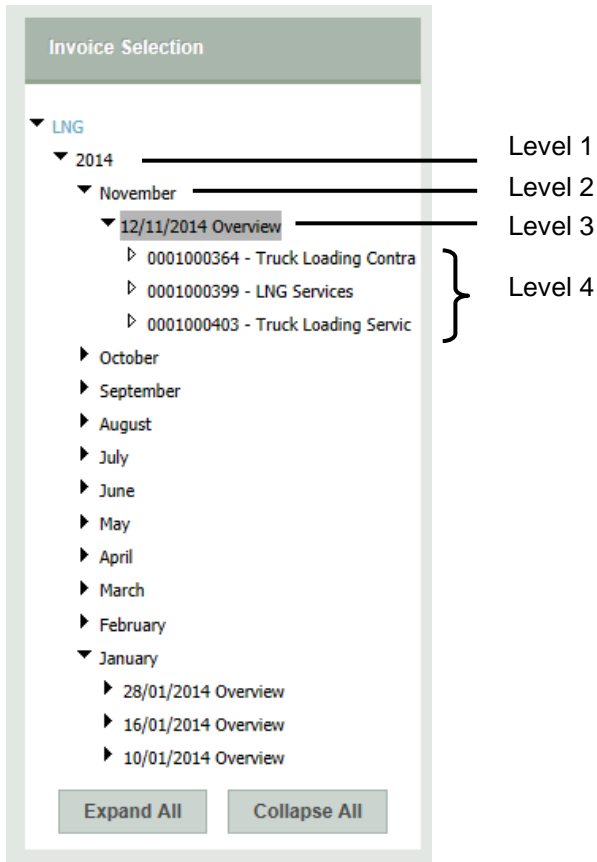 Invoice Selection
LNG
2014
Level 1
November
Level 2
12/11/2014 Overview
Level 3
0001000364 - Truck Loading Contra
0001000399 - LNG Services
Level 4
0001000403 - Truck Loading Servic
October
September
August
July
June
May
April
March
February
January
28/01/2014 Overview
16/01/2014 Overview
10/01/2014 Overview
Expand All
Collapse All